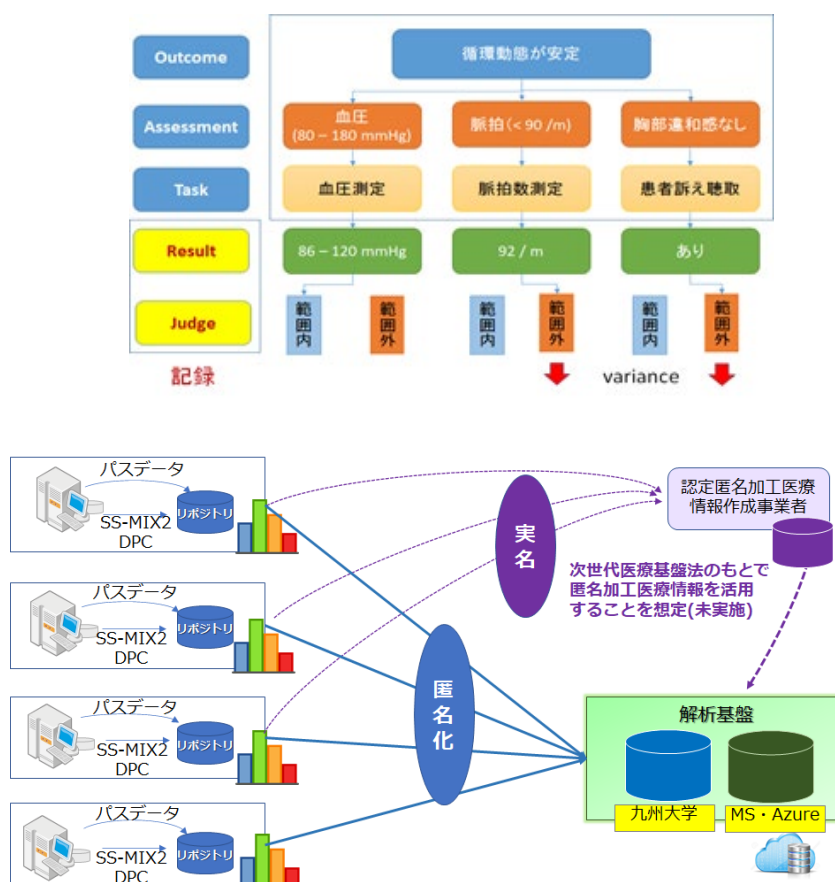 Outcome
循環動態が安定
Assessment
血圧
(80 – 180 mmHg)
脈拍(< 90 /m)
胸部違和感なし
Task
血圧測定
脈拍数測定
患者訴え聴取
Result
86 – 120 mmHg
92 / m
あり
Judge
範囲内
範囲外
範囲内
範囲外
範囲内
範囲外
記録
variance
パスデータ
SS-MIX2
DPC
リポジトリ
パスデータ
SS-MIX2
DPC
リポジトリ
パスデータ
SS-MIX2
DPC
リポジトリ
パスデータ
SS-MIX2
DPC
リポジトリ
実名
匿名化
認定匿名加工医療
情報作成事業者
次世代医療基盤法のもとで
匿名加工医療情報を活用
することを想定(未実施)
解析基盤
九州大学
MS・Azure